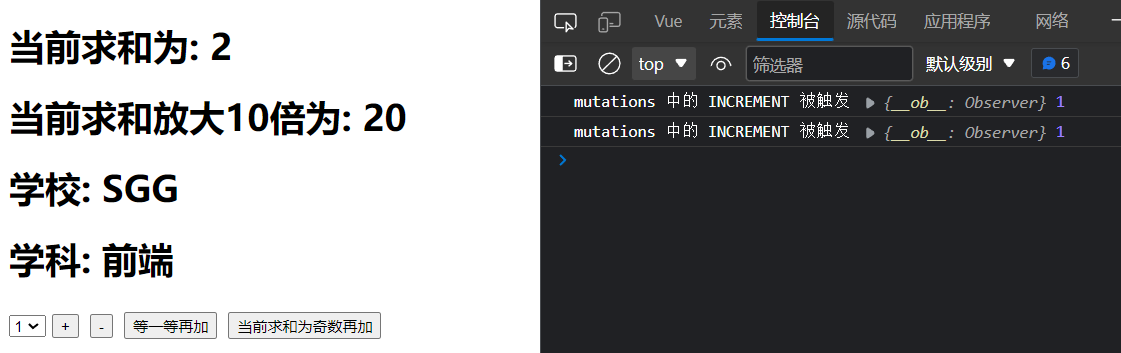 当前求和为: 2
当前求和放大10倍为: 20
学校: SGG
学科: 前端
1 + - 等一等再加 当前求和为奇数再加
Vue 元素 控制台 源代码 应用程序 网络
top 筛选器 默认级别 6
mutations 中的 INCREMENT 被触发 {__ob__: Observer} 1
mutations 中的 INCREMENT 被触发 {__ob__: Observer} 1